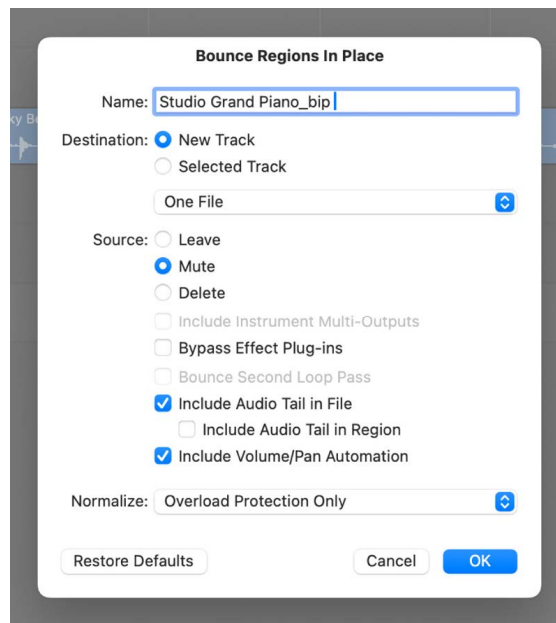 Bounce Regions In Place
Name: Studio Grand Piano_bip
Destination: New Track
Selected Track
One File
Source: Leave
Mute
Delete
Include Instrument Multi-Outputs
Bypass Effect Plug-ins
Bounce Second Loop Pass
Include Audio Tail in File
Include Audio Tail in Region
Include Volume/Pan Automation
Normalize: Overload Protection Only
Restore Defaults Cancel OK